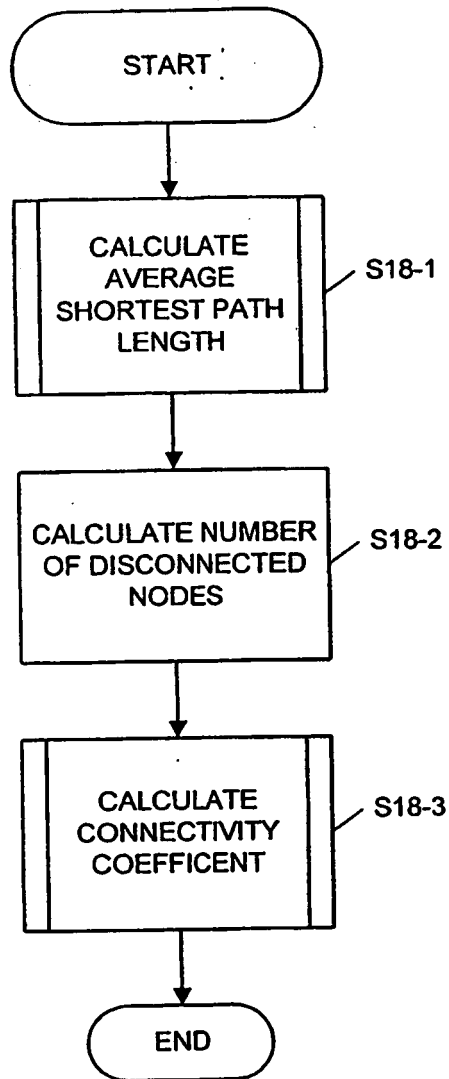 START
CALCULATE
AVERAGE
SHORTEST PATH
LENGTH
S18-1
CALCULATE NUMBER
OF DISCONNECTED
NODES
S18-2
CALCULATE
CONNECTIVITY
COEFFICENT
S18-3
END